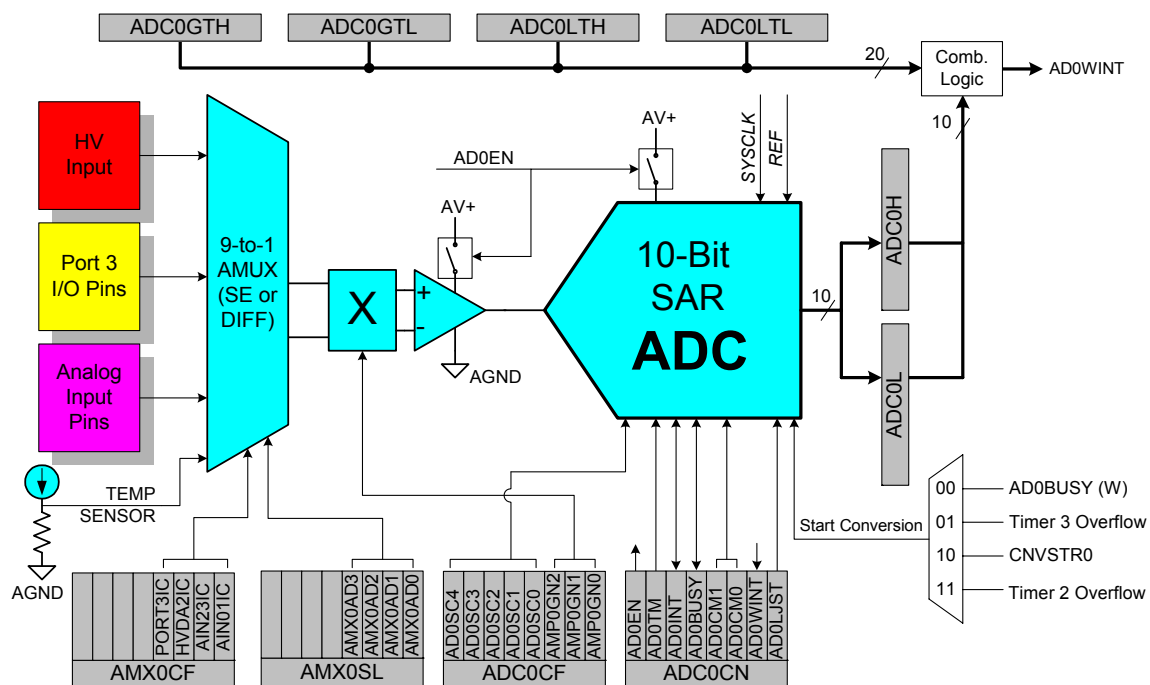 ADC0GTH
ADC0GTL
ADC0LTH
ADC0LTL
20
Comb.
Logic
AD0WINT
10
HV
Input
Port 3
I/O Pins
Analog
Input
Pins
9-to-1
AMUX
(SE or
DIFF)
AD0EN
AV+
AV+
SYSCLK
REF
X
+
-
AGND
10-Bit
SAR
ADC
10
ADC0H
ADC0L
TEMP
SENSOR
AGND
Start Conversion
00
AD0BUSY (W)
01
Timer 3 Overflow
10
CNVSTR0
11
Timer 2 Overflow
PORT3IC
HVDA2IC
AIN23IC
AIN01IC
AMX0CF
AMX0AD3
AMX0AD2
AMX0AD1
AMX0AD0
AMX0SL
AD0SC4
AD0SC3
AD0SC2
AD0SC1
AD0SC0
AMP0GN2
AMP0GN1
AMP0GN0
ADC0CF
AD0EN
AD0TM
AD0INT
AD0BUSY
AD0CM1
AD0CM0
AD0WINT
AD0LJST
ADC0CN